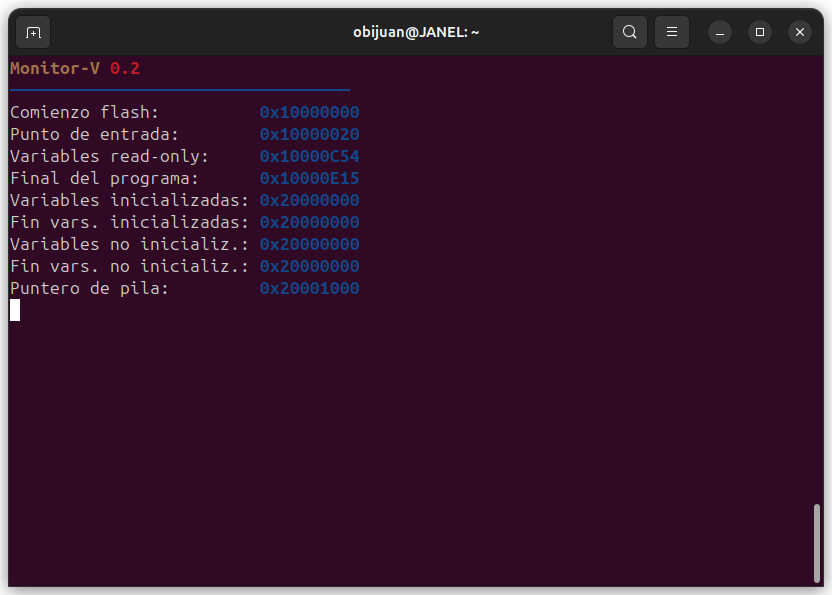 obijuan@JANEL: ~
Monitor-V 0.2
Comienzo flash: 0x10000000
Punto de entrada: 0x10000020
Variables read-only: 0x10000C54
Final del programa: 0x10000E15
Variables inicializadas: 0x20000000
Fin vars. inicializadas: 0x20000000
Variables no inicializ.: 0x20000000
Fin vars. no inicializ.: 0x20000000
Puntero de pila: 0x20001000